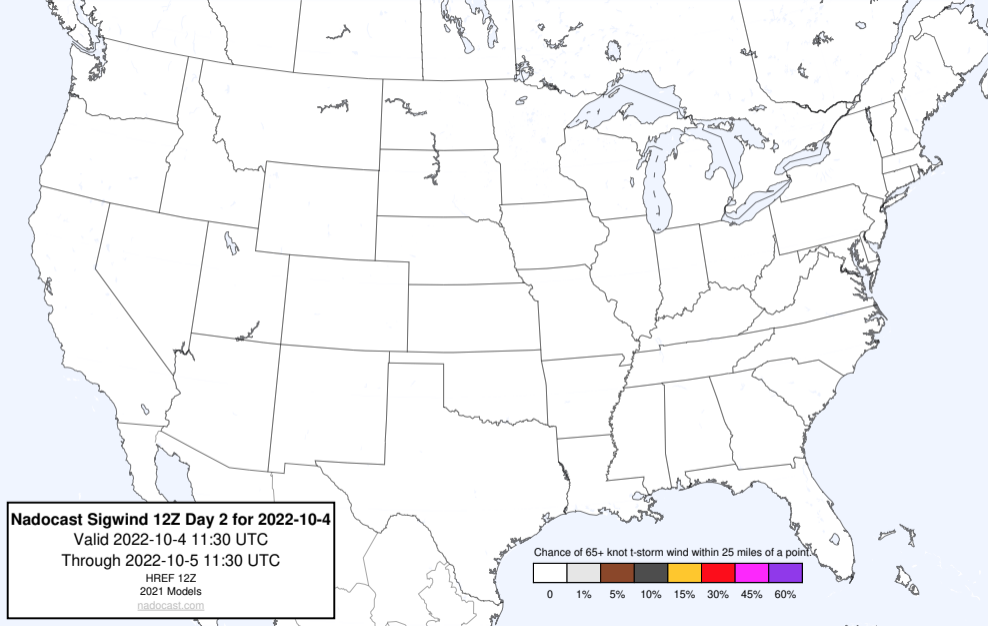 Nadocast Sigwind 12Z Day 2 for 2022-10-4
Valid 2022-10-4 11:30 UTC
Through 2022-10-5 11:30 UTC
HREF 12Z
2021 Models
nadocast.com
Chance of 65+ knot t-storm wind within 25 miles of a point.
0 1% 5% 10% 15% 30% 45% 60%